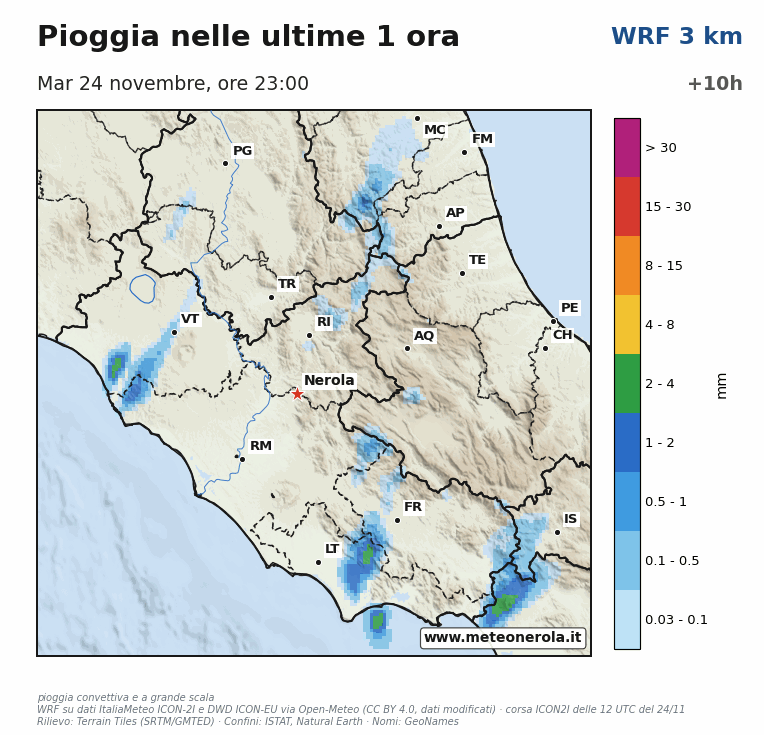 Pioggia nelle ultime 1 ora
WRF 3 km
Mar 24 novembre, ore 23:00
+10h
MC
FM
PG
AP
TE
TR
PE
VT
RI
AQ
CH
Nerola
RM
FR
IS
LT
www.meteonerola.it
> 30
15 - 30
8 - 15
4 - 8
2 - 4
1 - 2
0.5 - 1
0.1 - 0.5
0.03 - 0.1
mm
pioggia convettiva e a grande scala
WRF su dati ItaliaMeteo ICON-2I e DWD ICON-EU via Open-Meteo (CC BY 4.0, dati modificati) · corsa ICON2I delle 12 UTC del 24/11
Rilievo: Terrain Tiles (SRTM/GMTED) · Confini: ISTAT, Natural Earth · Nomi: GeoNames